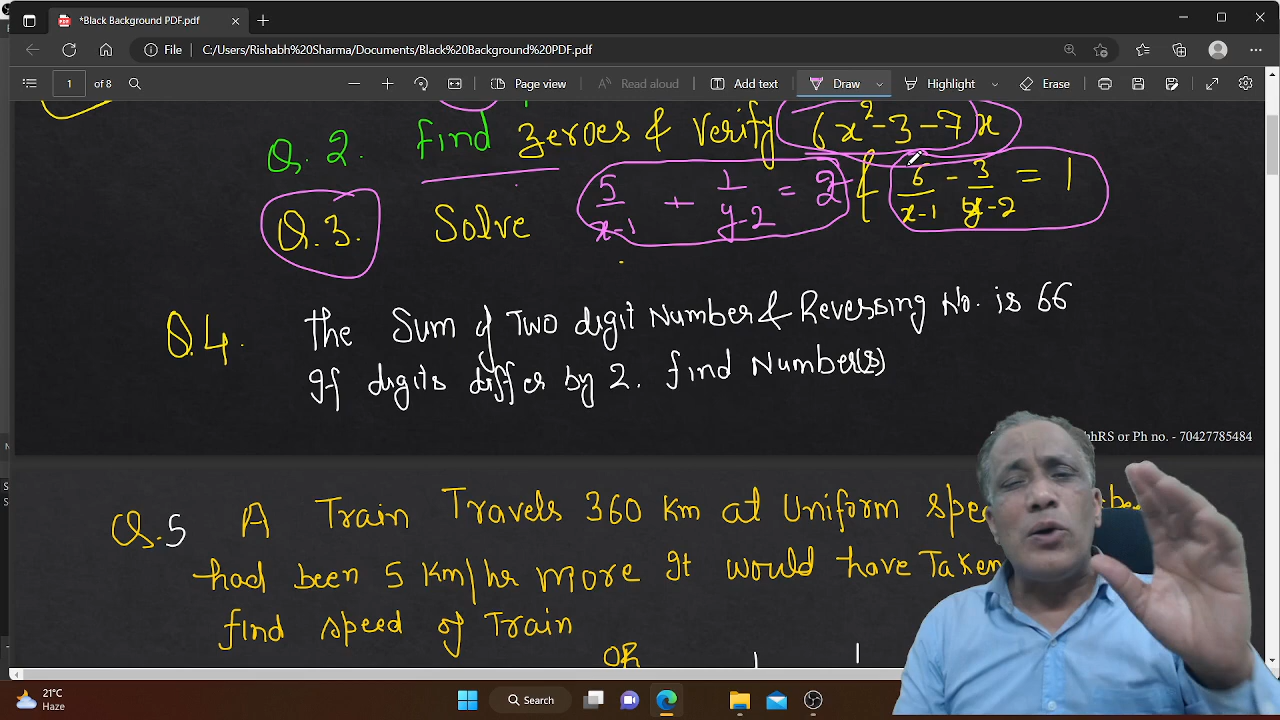 *Black Background PDF.pdf
File C:/Users/Rishabh%20Sharma/Documents/Black%20Background%20PDF.pdf
1 of 8 Page view Read aloud Add text Draw Highlight Erase
Q.2. Find zeroes & Verify 6x²-3-7x
Q.3. Solve 5/x-1 + 1/y-2 = 2 & 6/x-1 - 3/y-2 = 1
Q.4. The Sum of Two digit Number & Reverssing No. is 66
If digits differ by 2. find Number(s)
hRS or Ph no. - 70427785484
Q.5 A Train Travels 360 Km at Uniform spee
had been 5 Km/hr more It would have Taken
find speed of Train
OR
21°C
Haze
Search